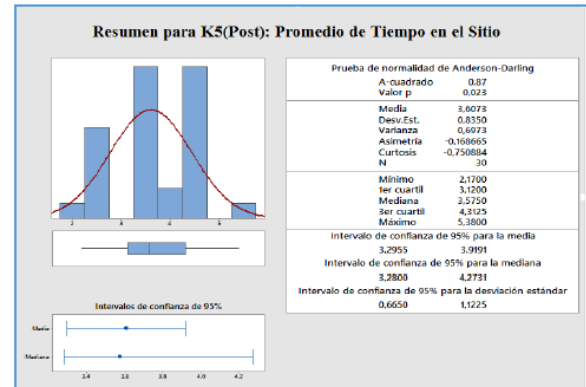 Resumen para K5(Post): Promedio de Tiempo en el Sitio
2 3 4 5
Intervalos de confianza de 95%
Media
Mediana
3.4 3.6 3.8 4.0 4.2
Prueba de normalidad de Anderson-Darling
A-cuadrado 0.87
Valor p 0,023
Media 3,6073
Desv.Est. 0.8350
Varianza 0,6973
Asimetría -0.168665
Curtosis -0,750884
N 30
Mínimo 2,1700
1er cuartil 3.1200
Mediana 3,5750
3er cuartil 4,3125
Máximo 5,3800
Intervalo de confianza de 95% para la media
3.2955 3.9191
Intervalo de confianza de 95% para la mediana
3,2800 4,2731
Intervalo de confianza de 95% para la desviación estándar
0,6650 1,1225